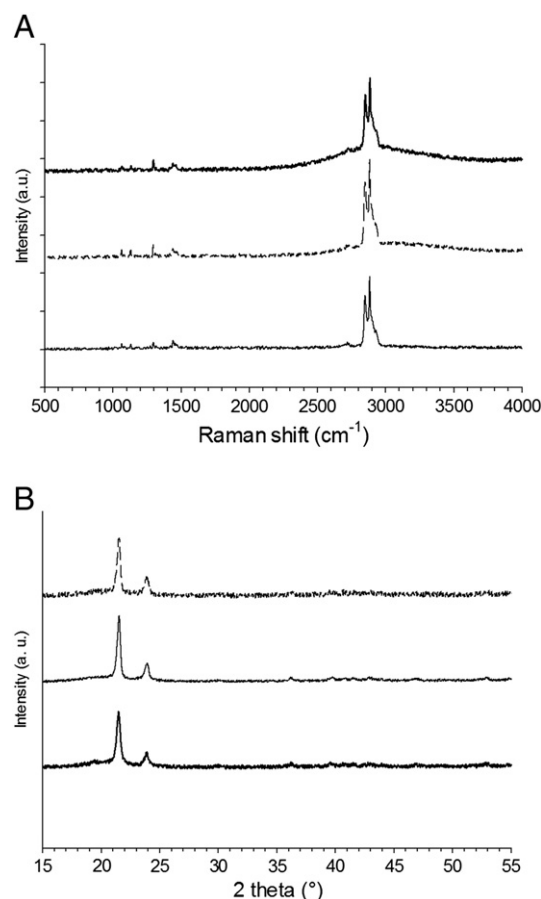 A
Intensity (a.u.)
500 1000 1500 2000 2500 3000 3500 4000
Raman shift (cm⁻¹)
B
Intensity (a. u.)
15 21 25 30 35 40 45 50 55
2 theta (°)